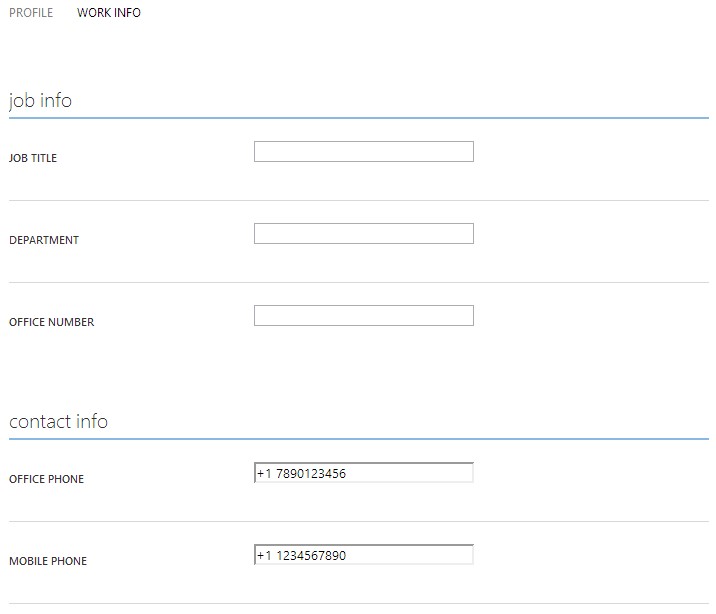 PROFILE WORK INFO
job info
JOB TITLE
DEPARTMENT
OFFICE NUMBER
contact info
OFFICE PHONE +1 7890123456
MOBILE PHONE +1 1234567890